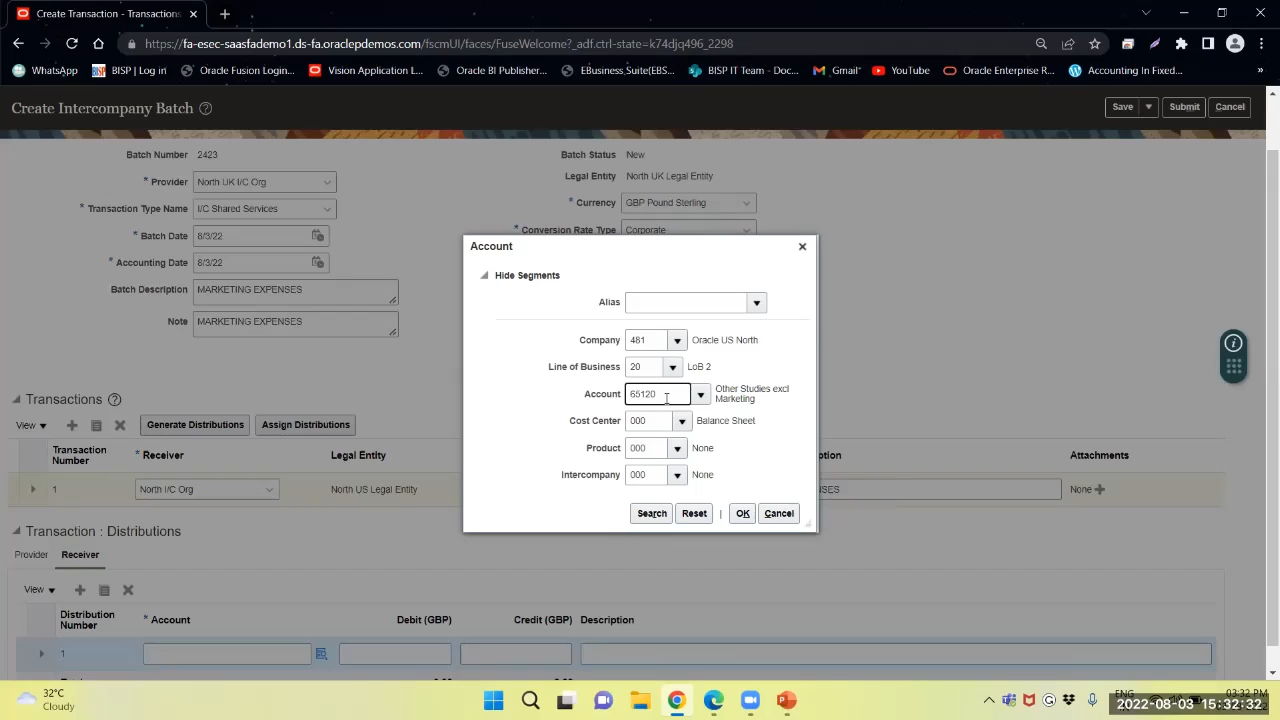 Create Transaction - Transactions
https://fa-esec-saasfademo1.ds-fa.oraclepdemos.com/fscmUI/faces/FuseWelcome?_adf.ctrl-state=k74djq496_2298
WhatsApp
BISP BISP | Log in
Oracle Fusion Login...
Vision Application L...
Oracle BI Publisher...
EBusiness Suite(EBS...
BISP IT Team - Doc...
Gmail
YouTube
Oracle Enterprise R...
Accounting In Fixed...
»
Create Intercompany Batch ?
Save
Submit
Cancel
Batch Number 2423
Batch Status New
* Provider North UK I/C Org
Legal Entity North UK Legal Entity
* Transaction Type Name I/C Shared Services
* Currency GBP Pound Sterling
* Batch Date 8/3/22
* Conversion Rate Type Corporate
* Accounting Date 8/3/22
Batch Description MARKETING EXPENSES
Note MARKETING EXPENSES
Account
Hide Segments
Alias
Company 481 Oracle US North
Line of Business 20 LoB 2
Account 65120 Other Studies excl
Marketing
Cost Center 000 Balance Sheet
Product 000 None
Intercompany 000 None
Search Reset | OK Cancel
Transactions ?
View Generate Distributions Assign Distributions
Transaction
Number
* Receiver
Legal Entity
Attachments
1 North I/C Org North US Legal Entity
None
Transaction : Distributions
Provider Receiver
View
Distribution
Number
* Account
Debit (GBP)
Credit (GBP)
Description
1
32°C
Cloudy
ENG
03:32 PM
2022-08-03 15:32:32